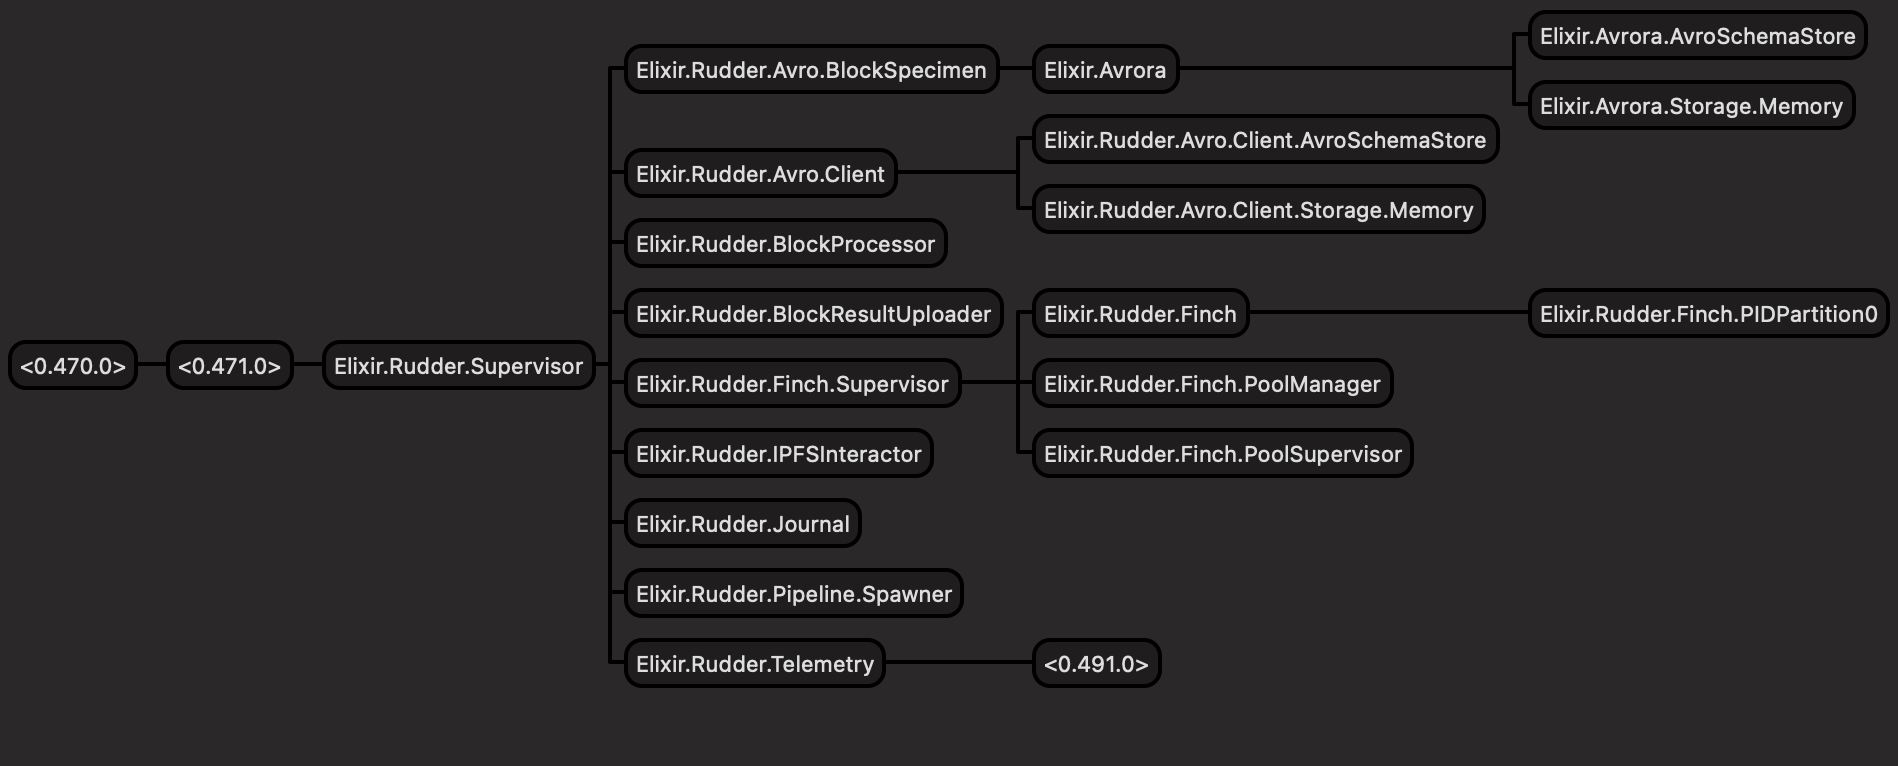 Elixir.Avrora.AvroSchemaStore
Elixir.Rudder.Avro.BlockSpecimen
Elixir.Avrora
Elixir.Avrora.Storage.Memory
Elixir.Rudder.Avro.Client.AvroSchemaStore
Elixir.Rudder.Avro.Client
Elixir.Rudder.Avro.Client.Storage.Memory
Elixir.Rudder.BlockProcessor
Elixir.Rudder.BlockResultUploader
Elixir.Rudder.Finch
Elixir.Rudder.Finch.PIDPartition0
<0.470.0>
<0.471.0>
Elixir.Rudder.Supervisor
Elixir.Rudder.Finch.Supervisor
Elixir.Rudder.Finch.PoolManager
Elixir.Rudder.IPFSInteractor
Elixir.Rudder.Finch.PoolSupervisor
Elixir.Rudder.Journal
Elixir.Rudder.Pipeline.Spawner
Elixir.Rudder.Telemetry
<0.491.0>